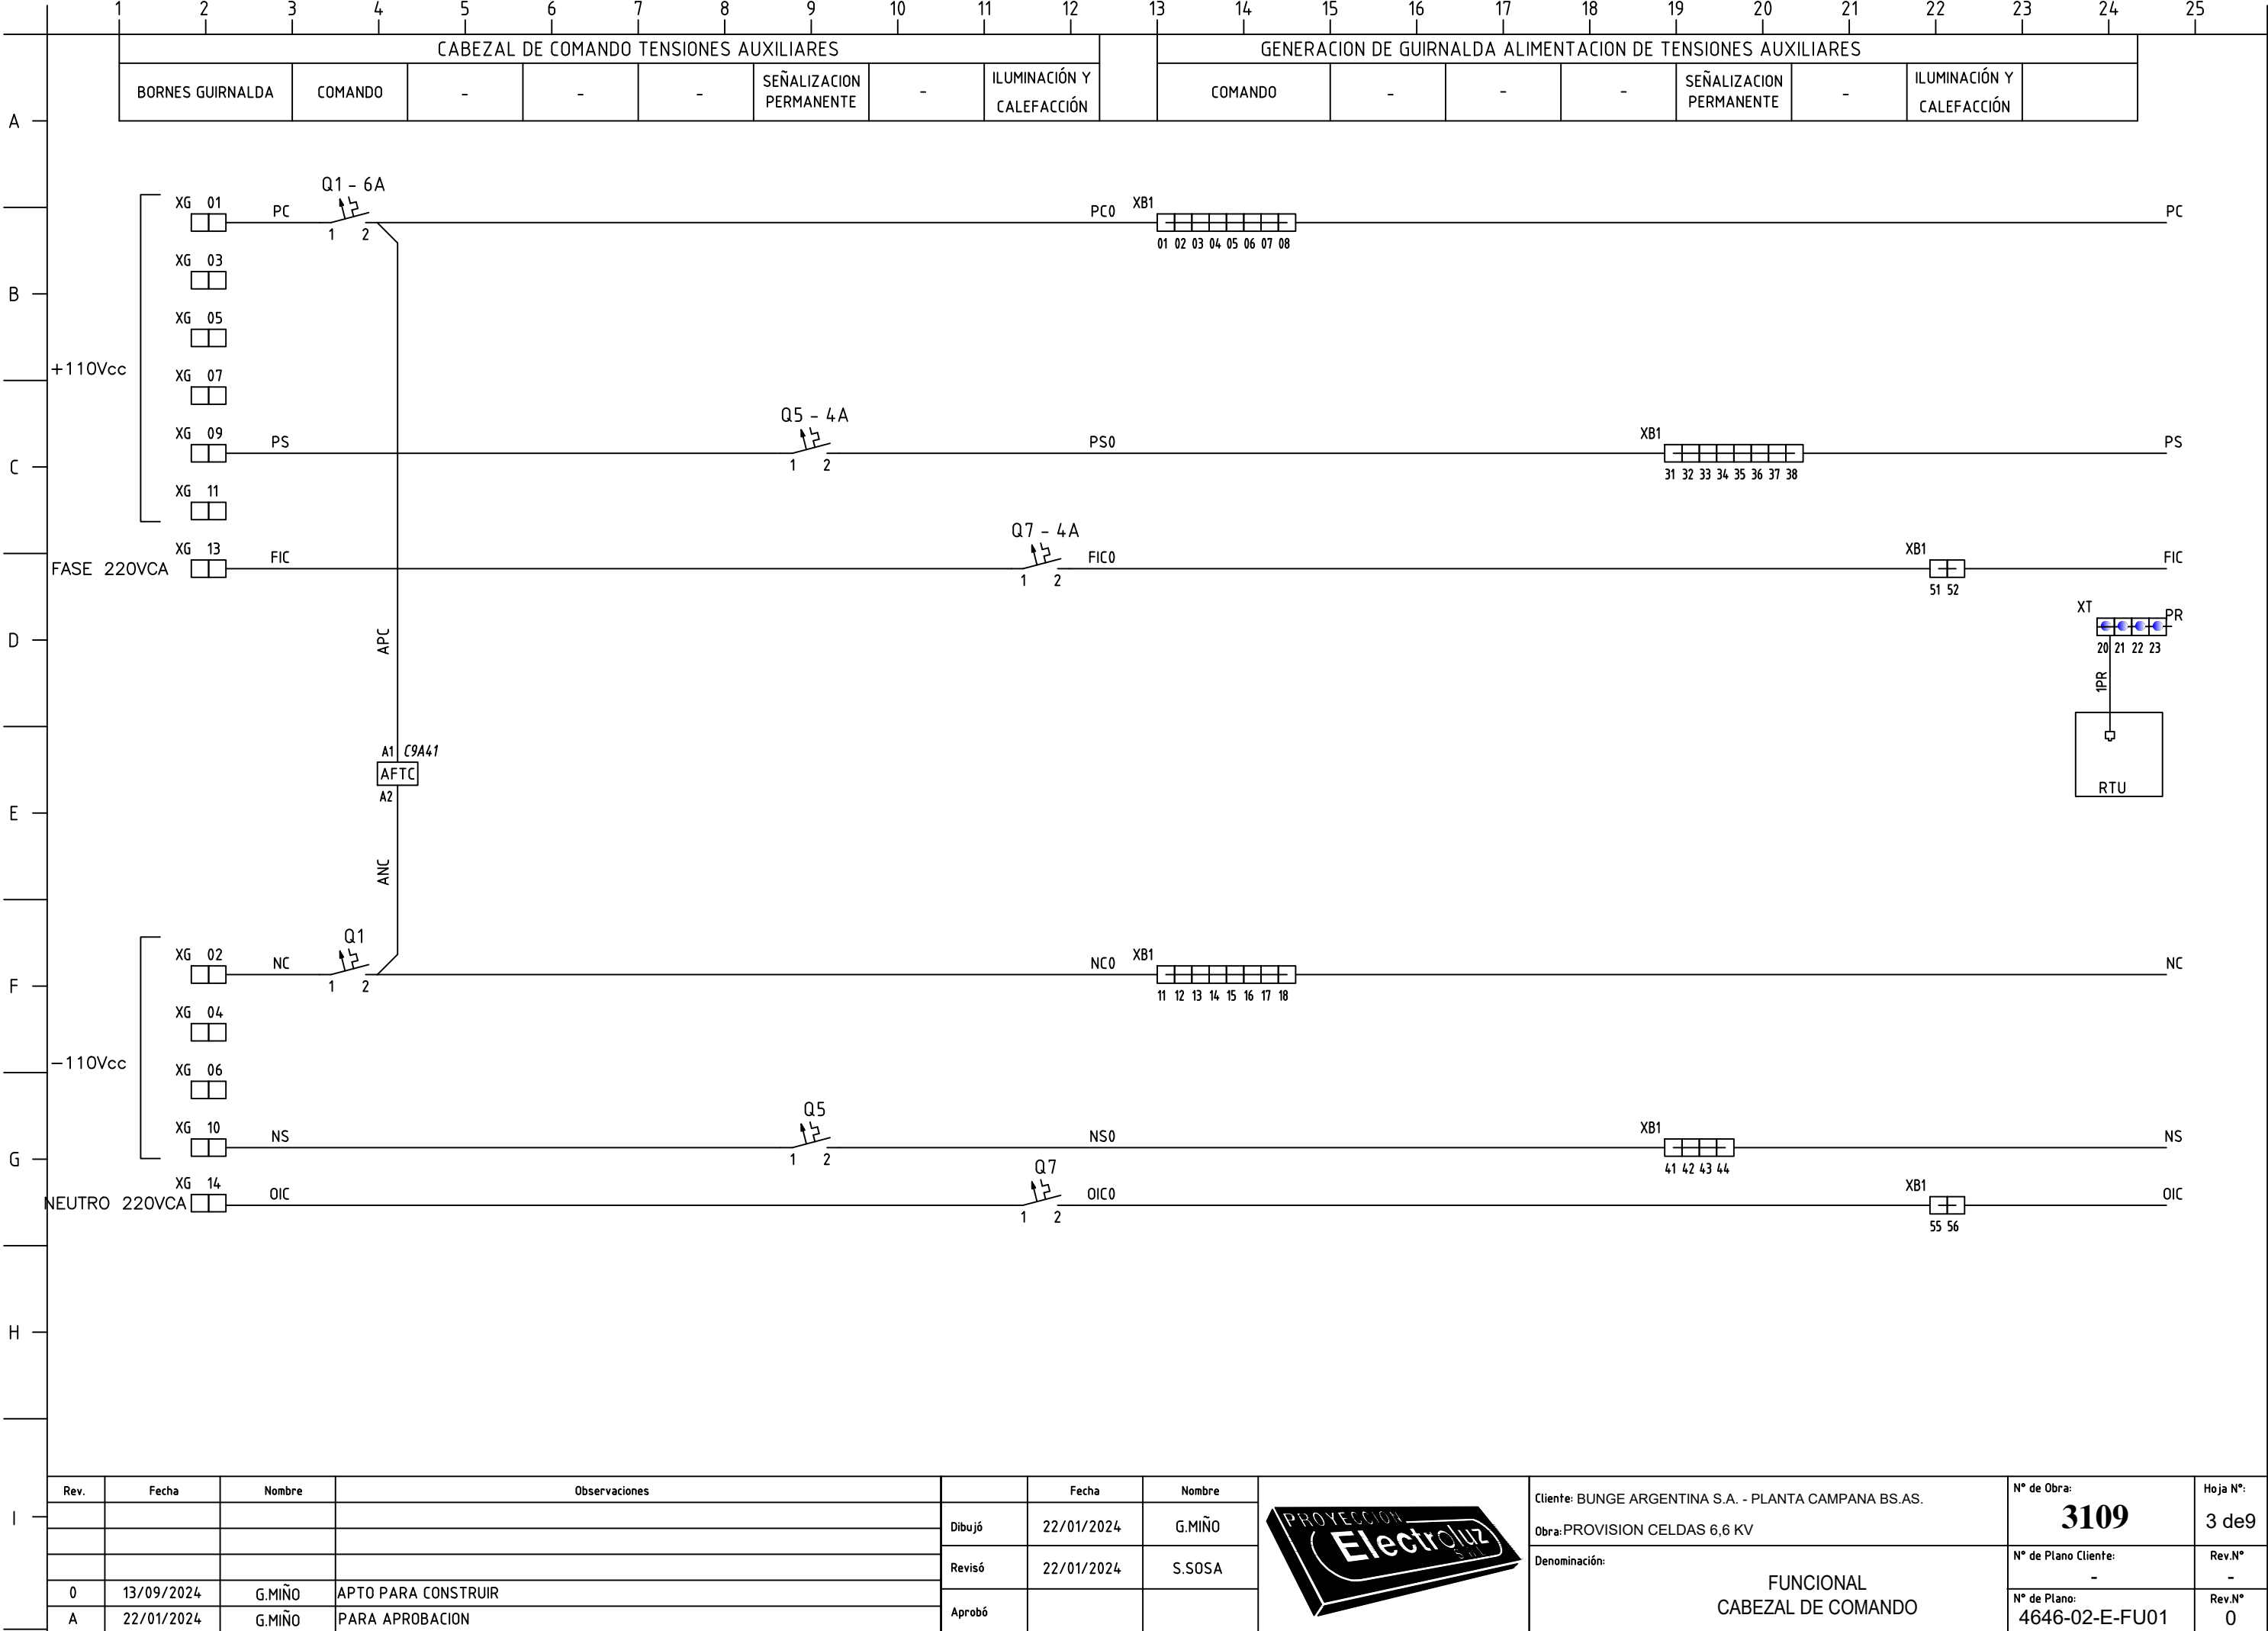 1 2 3 4 5 6 7 8 9 10 11 12 13 14 15 16 17 18 19 20 21 22 23 24 25
CABEZAL DE COMANDO TENSIONES AUXILIARES
GENERACION DE GUIRNALDA ALIMENTACION DE TENSIONES AUXILIARES
BORNES GUIRNALDA
COMANDO
-
-
-
SEÑALIZACION
PERMANENTE
-
ILUMINACIÓN Y
CALEFACCIÓN
COMANDO
-
-
-
SEÑALIZACION
PERMANENTE
-
ILUMINACIÓN Y
CALEFACCIÓN
A
B
C
D
E
F
G
H
I
Q1 - 6A
XG 01
PC
1 2
PC0
XB1
01 02 03 04 05 06 07 08
PC
XG 03
XG 05
+110Vcc
XG 07
Q5 - 4A
XG 09
PS
1 2
PS0
XB1
31 32 33 34 35 36 37 38
PS
XG 11
Q7 - 4A
FASE 220VCA
XG 13
FIC
1 2
FIC0
XB1
51 52
FIC
XT
PR
20 21 22 23
1PR
RTU
APC
A1 C9A41
AFTC
A2
ANC
Q1
XG 02
NC
1 2
NC0
XB1
11 12 13 14 15 16 17 18
NC
XG 04
-110Vcc
XG 06
Q5
XG 10
NS
1 2
NS0
XB1
41 42 43 44
NS
Q7
NEUTRO 220VCA
XG 14
OIC
1 2
OIC0
XB1
55 56
OIC
Rev. Fecha Nombre Observaciones
0 13/09/2024 G.MIÑO APTO PARA CONSTRUIR
A 22/01/2024 G.MIÑO PARA APROBACION
Fecha Nombre
Dibujó 22/01/2024 G.MIÑO
Revisó 22/01/2024 S.SOSA
Aprobó
PROYECCION
Electroluz
S.R.L
Cliente: BUNGE ARGENTINA S.A. - PLANTA CAMPANA BS.AS.
Obra: PROVISION CELDAS 6,6 KV
Denominación:
FUNCIONAL
CABEZAL DE COMANDO
N° de Obra:
3109
Hoja N°:
3 de9
N° de Plano Cliente:
-
Rev.N°
-
N° de Plano:
4646-02-E-FU01
Rev.N°
0